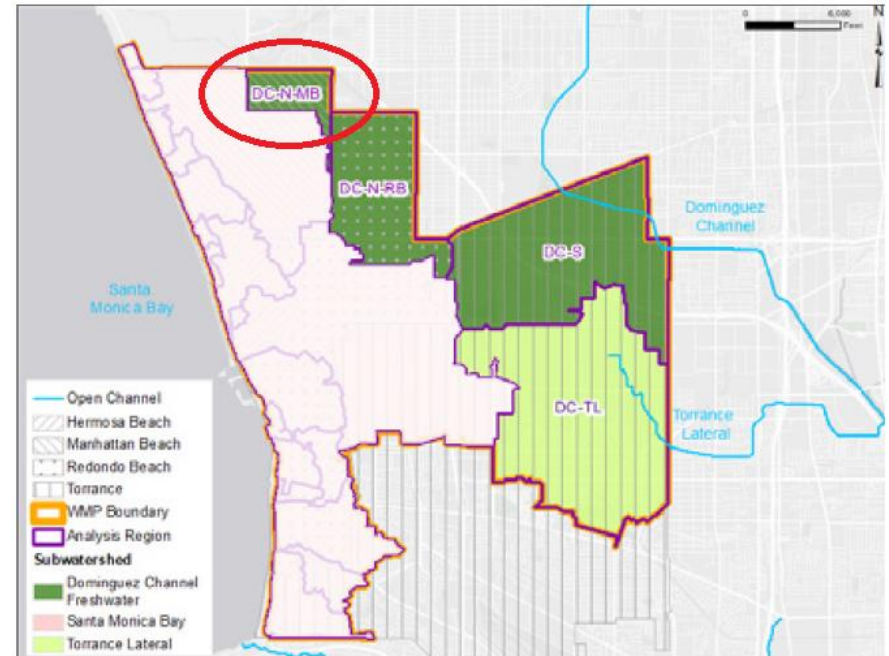 0 6,000
Feet
N
DC-N-MB
DC-N-RB
Dominguez
Channel
DC-S
Santa
Monica Bay
DC-TL
Torrance
Lateral
Open Channel
Hermosa Beach
Manhattan Beach
Redondo Beach
Torrance
WMP Boundary
Analysis Region
Subwatershed
Dominguez Channel
Freshwater
Santa Monica Bay
Torrance Lateral